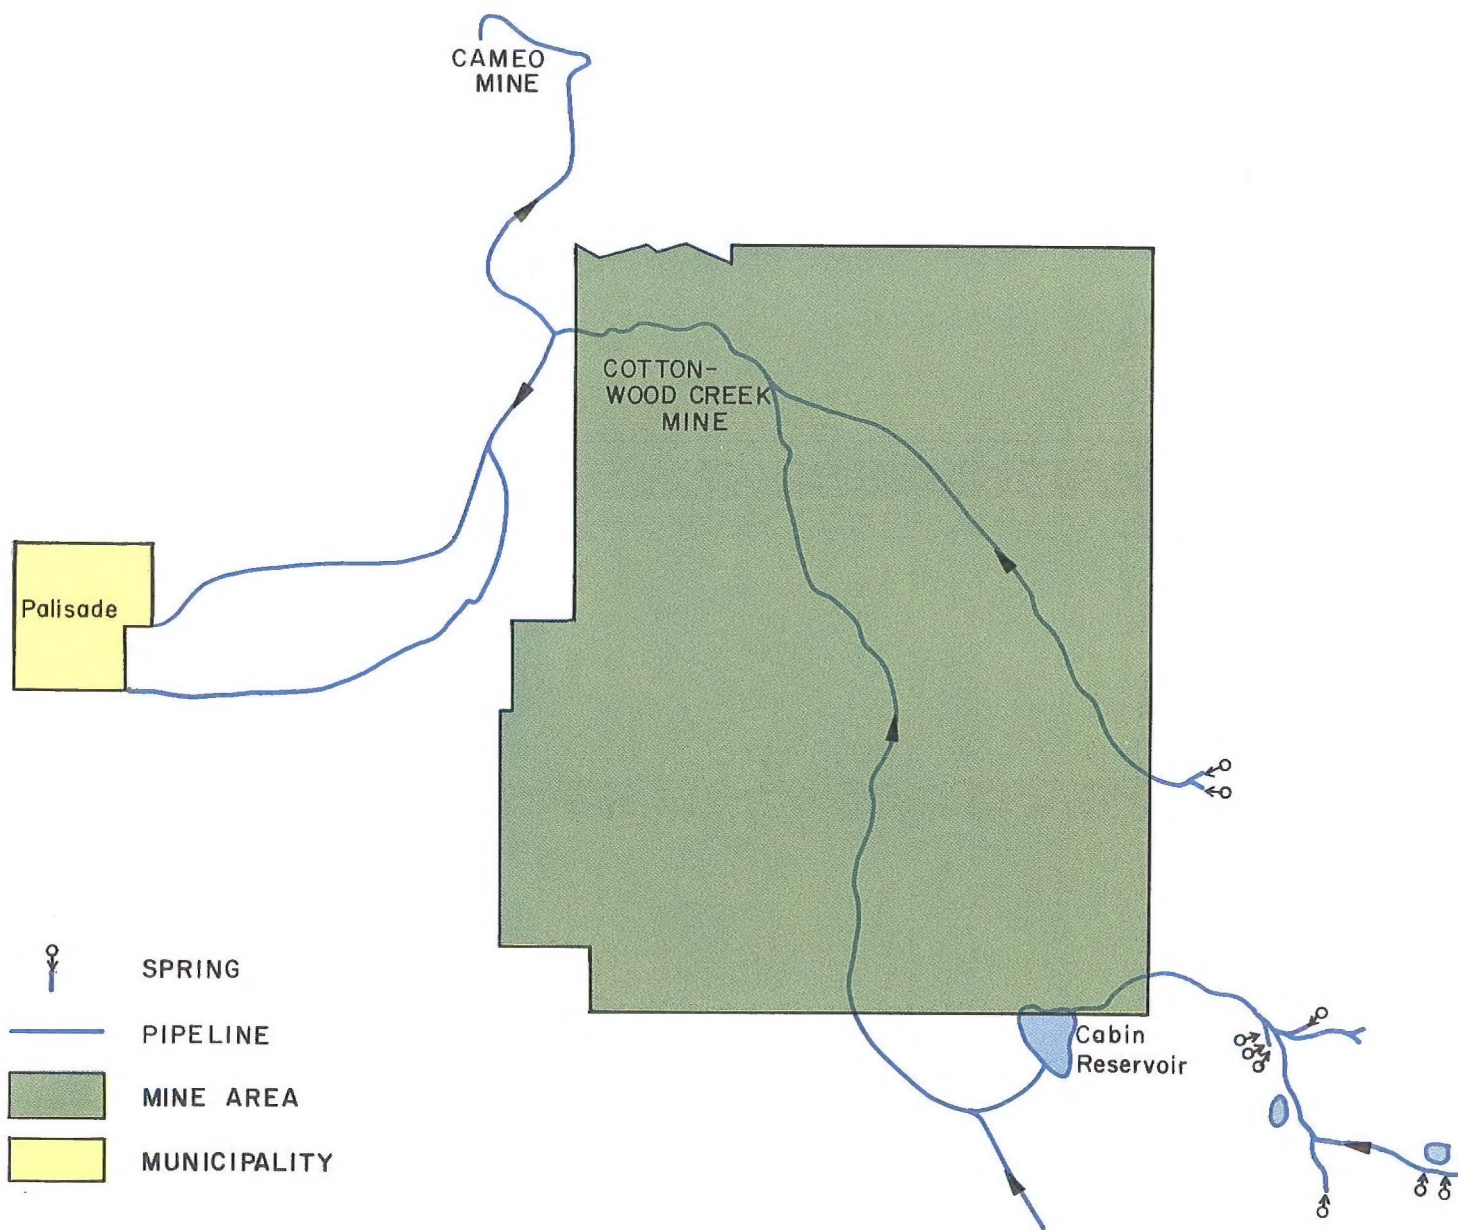 CAMEO
MINE
COTTON-
WOOD CREEK
MINE
Palisade
SPRING
PIPELINE
MINE AREA
MUNICIPALITY
Cabin
Reservoir